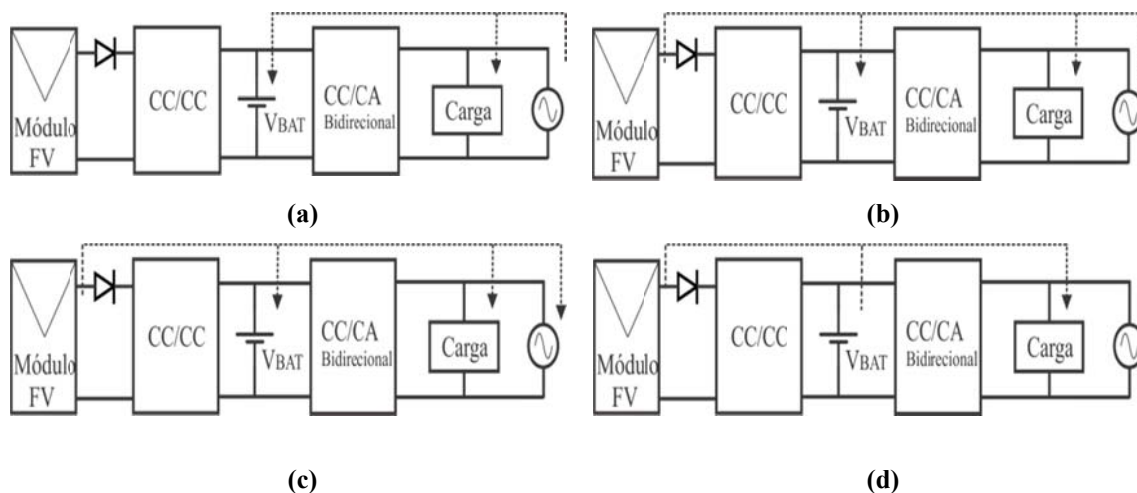 Módulo
FV
CC/CC
VBAT
CC/CA
Bidirecional
Carga
(a)
Módulo
FV
CC/CC
VBAT
CC/CA
Bidirecional
Carga
(b)
Módulo
FV
CC/CC
VBAT
CC/CA
Bidirecional
Carga
(c)
Módulo
FV
CC/CC
VBAT
CC/CA
Bidirecional
Carga
(d)